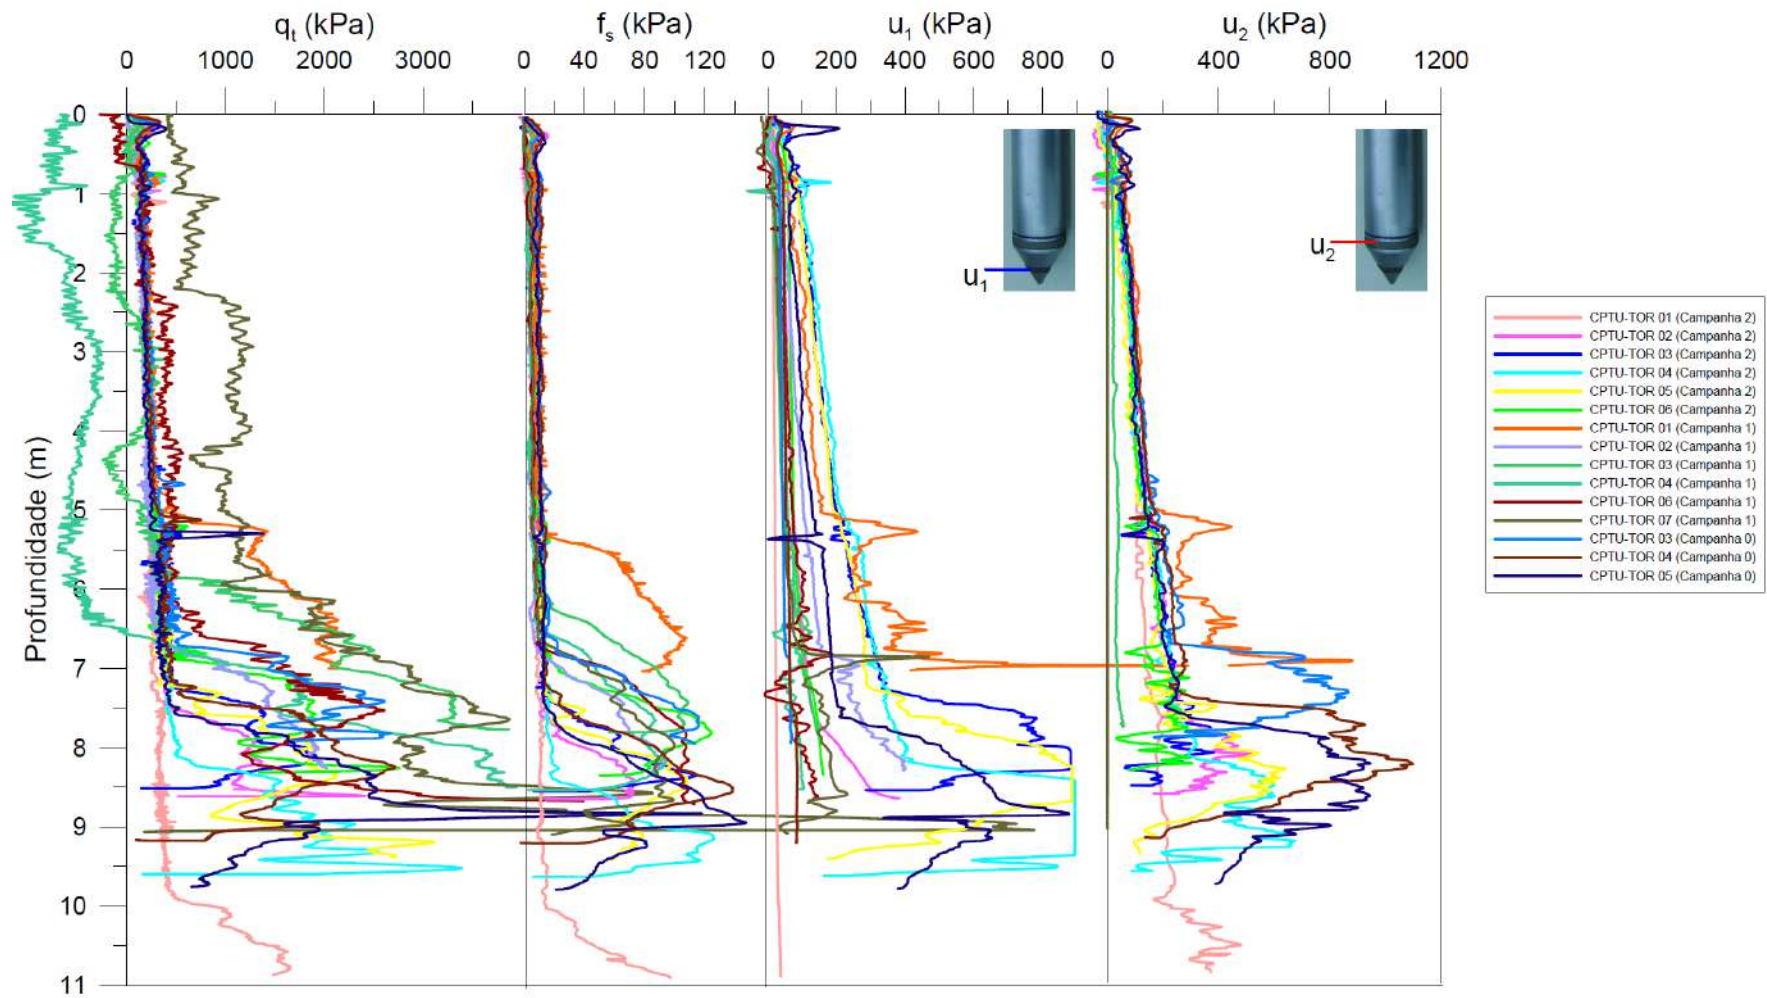 qt (kPa) fs (kPa) u1 (kPa) u2 (kPa)
0 1000 2000 3000 0 40 80 120 0 200 400 600 800 0 400 800 1200
Profundidade (m)
0
1
2
3
4
5
6
7
8
9
10
11
u1
u2
CPTU-TOR 01 (Campanha 2)
CPTU-TOR 02 (Campanha 2)
CPTU-TOR 03 (Campanha 2)
CPTU-TOR 04 (Campanha 2)
CPTU-TOR 05 (Campanha 2)
CPTU-TOR 06 (Campanha 2)
CPTU-TOR 01 (Campanha 1)
CPTU-TOR 02 (Campanha 1)
CPTU-TOR 03 (Campanha 1)
CPTU-TOR 04 (Campanha 1)
CPTU-TOR 06 (Campanha 1)
CPTU-TOR 07 (Campanha 1)
CPTU-TOR 03 (Campanha 0)
CPTU-TOR 04 (Campanha 0)
CPTU-TOR 05 (Campanha 0)